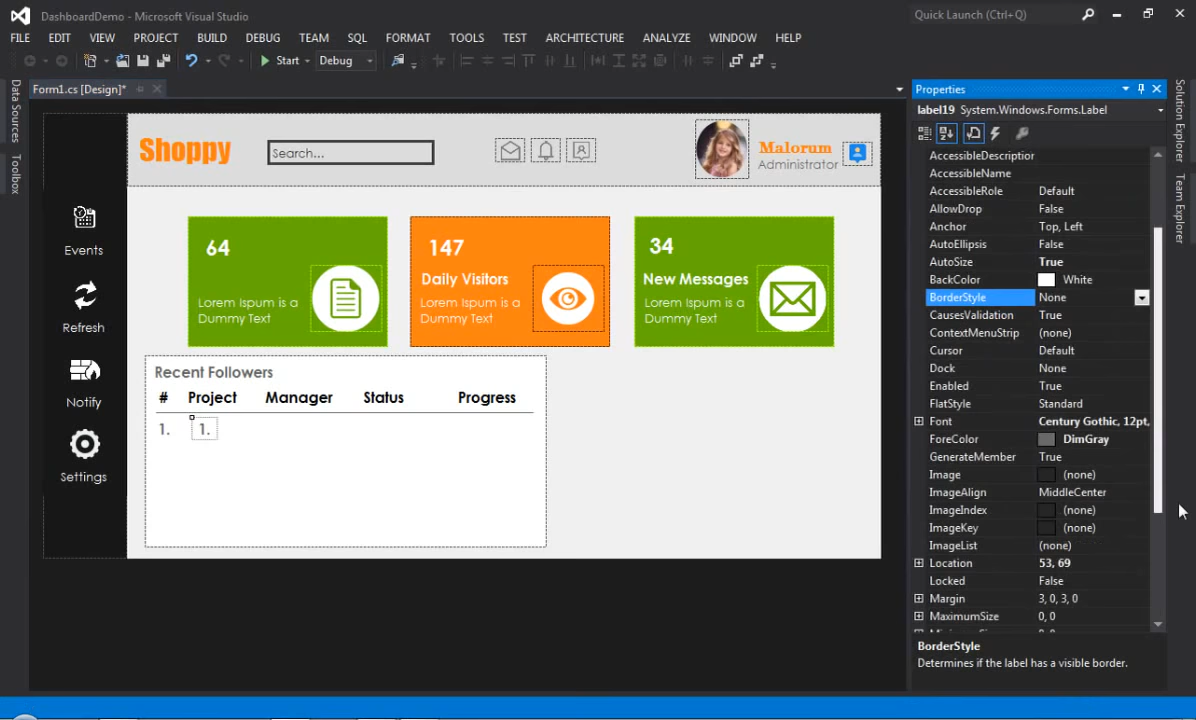 DashboardDemo - Microsoft Visual Studio
Quick Launch (Ctrl+Q)
FILE EDIT VIEW PROJECT BUILD DEBUG TEAM SQL FORMAT TOOLS TEST ARCHITECTURE ANALYZE WINDOW HELP
Start Debug
Data Sources
Toolbox
Form1.cs [Design]*
Shoppy
Search...
Malorum
Administrator
Events
Refresh
Notify
Settings
64
Lorem Ispum is a
Dummy Text
147
Daily Visitors
Lorem Ispum is a
Dummy Text
34
New Messages
Lorem Ispum is a
Dummy Text
Recent Followers
# Project Manager Status Progress
1. 1.
Properties
label19 System.Windows.Forms.Label
AccessibleDescription
AccessibleName
AccessibleRole Default
AllowDrop False
Anchor Top, Left
AutoEllipsis False
AutoSize True
BackColor White
BorderStyle None
CausesValidation True
ContextMenuStrip (none)
Cursor Default
Dock None
Enabled True
FlatStyle Standard
Font Century Gothic, 12pt,
ForeColor DimGray
GenerateMember True
Image (none)
ImageAlign MiddleCenter
ImageIndex (none)
ImageKey (none)
ImageList (none)
Location 53, 69
Locked False
Margin 3, 0, 3, 0
MaximumSize 0, 0
BorderStyle
Determines if the label has a visible border.
Solution Explorer
Team Explorer